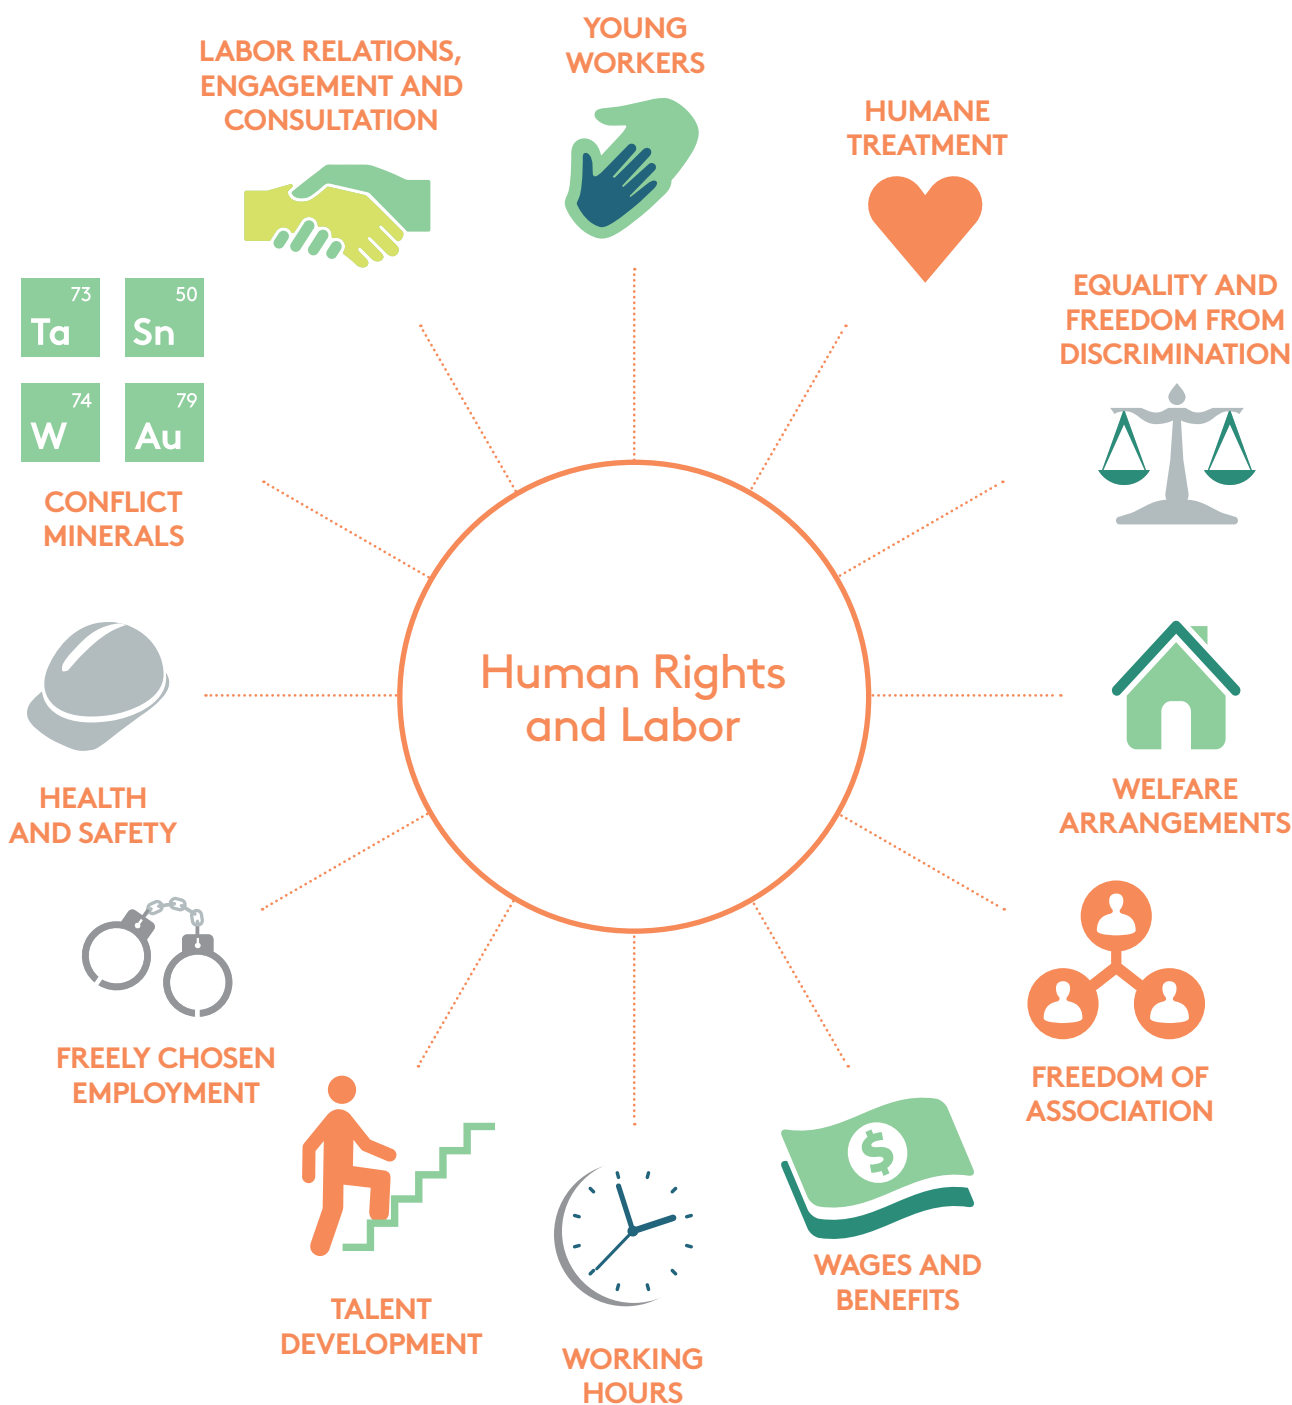 YOUNG
WORKERS
LABOR RELATIONS,
ENGAGEMENT AND
CONSULTATION
HUMANE
TREATMENT
EQUALITY AND
FREEDOM FROM
DISCRIMINATION
73
Ta
50
Sn
74
W
79
Au
CONFLICT
MINERALS
Human Rights
and Labor
HEALTH
AND SAFETY
WELFARE
ARRANGEMENTS
FREELY CHOSEN
EMPLOYMENT
FREEDOM OF
ASSOCIATION
$
WAGES AND
BENEFITS
TALENT
DEVELOPMENT
WORKING
HOURS